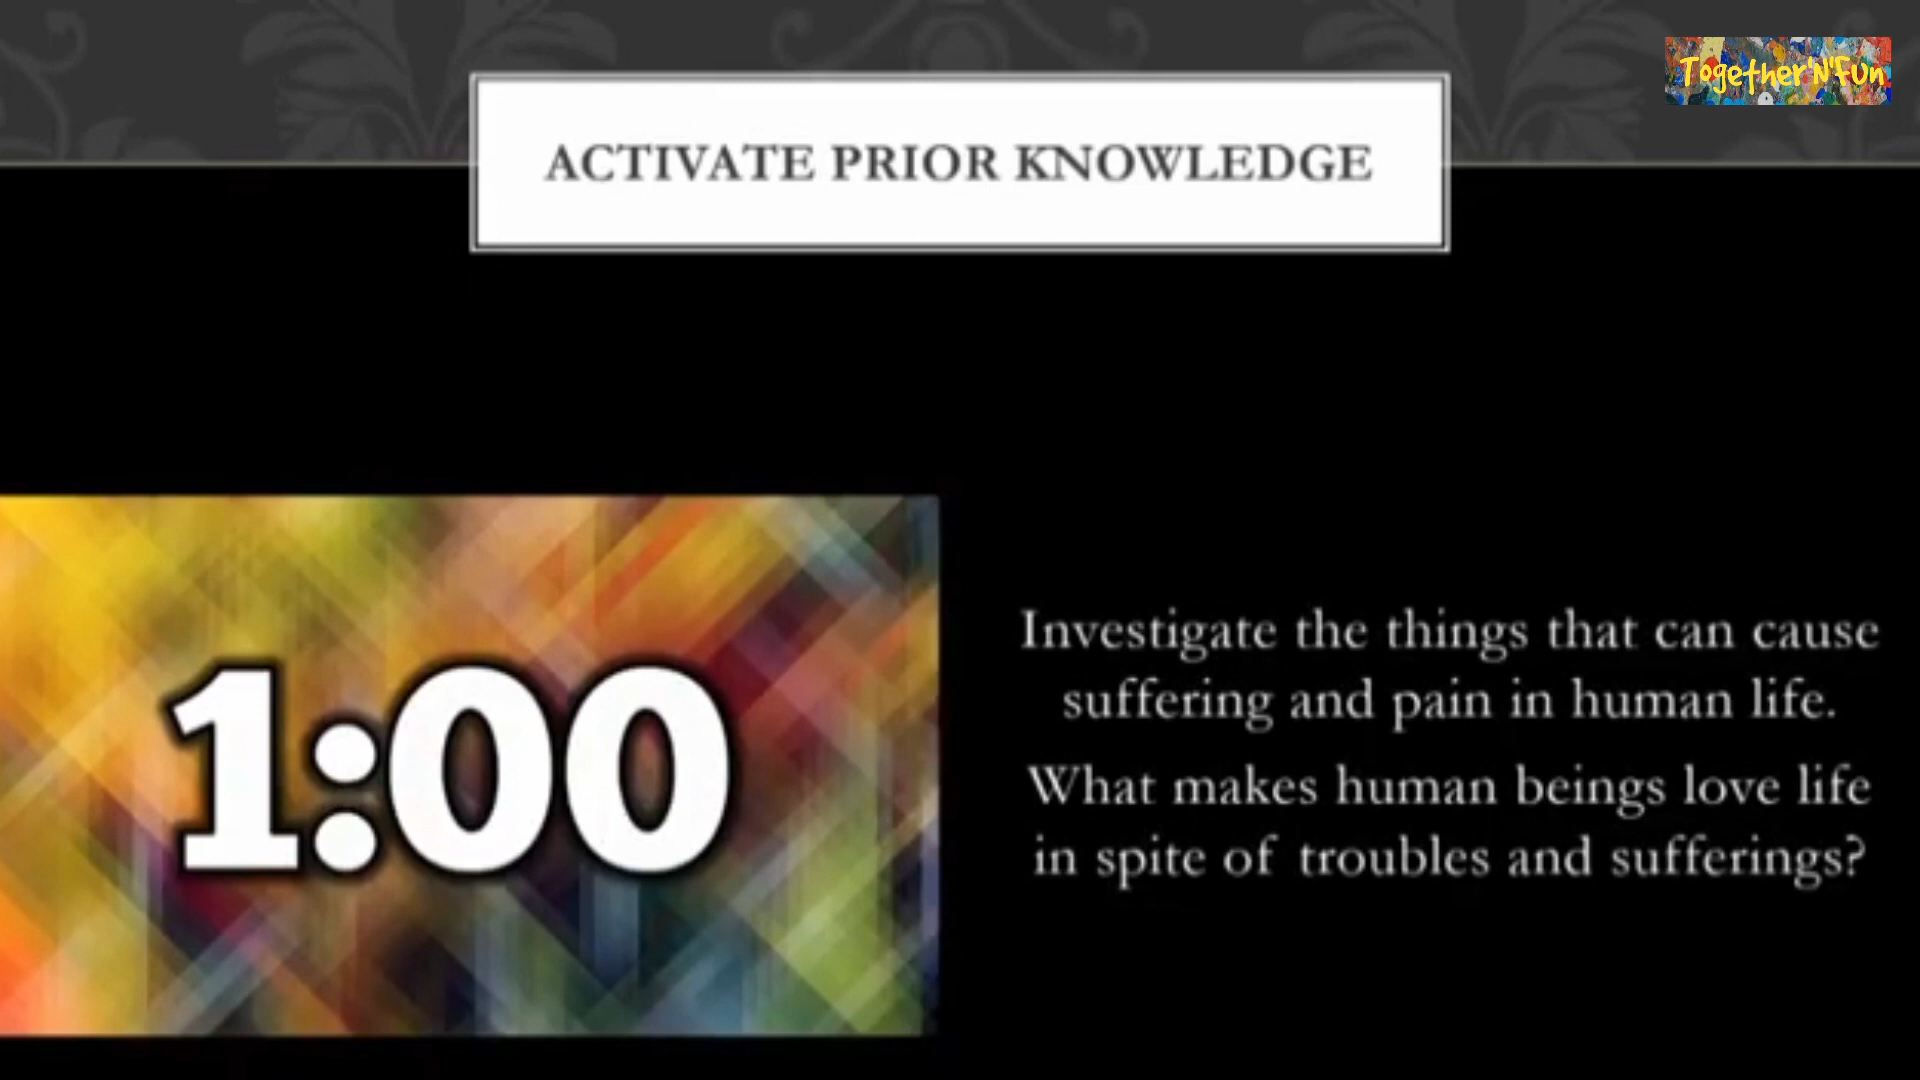 Together'N'Fun
ACTIVATE PRIOR KNOWLEDGE
1:00
Investigate the things that can cause
suffering and pain in human life.
What makes human beings love life
in spite of troubles and sufferings?